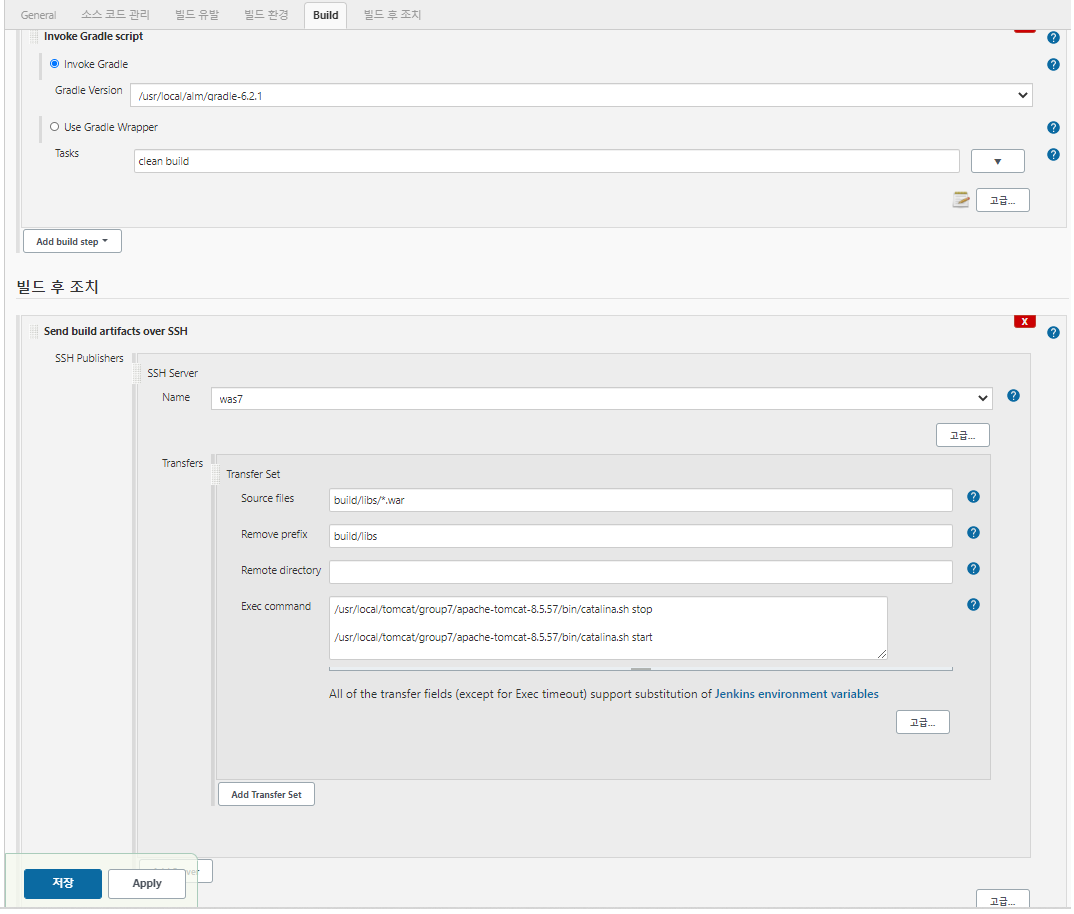 General 소스 코드 관리 빌드 유발 빌드 환경 Build 빌드 후 조치
Invoke Gradle script
Invoke Gradle
Gradle Version /usr/local/alm/gradle-6.2.1
Use Gradle Wrapper
Tasks clean build
고급...
Add build step
빌드 후 조치
Send build artifacts over SSH
X
SSH Publishers
SSH Server
Name was7
고급...
Transfers
Transfer Set
Source files build/libs/*.war
Remove prefix build/libs
Remote directory
Exec command /usr/local/tomcat/group7/apache-tomcat-8.5.57/bin/catalina.sh stop
/usr/local/tomcat/group7/apache-tomcat-8.5.57/bin/catalina.sh start
All of the transfer fields (except for Exec timeout) support substitution of Jenkins environment variables
고급...
Add Transfer Set
저장 Apply
고급...